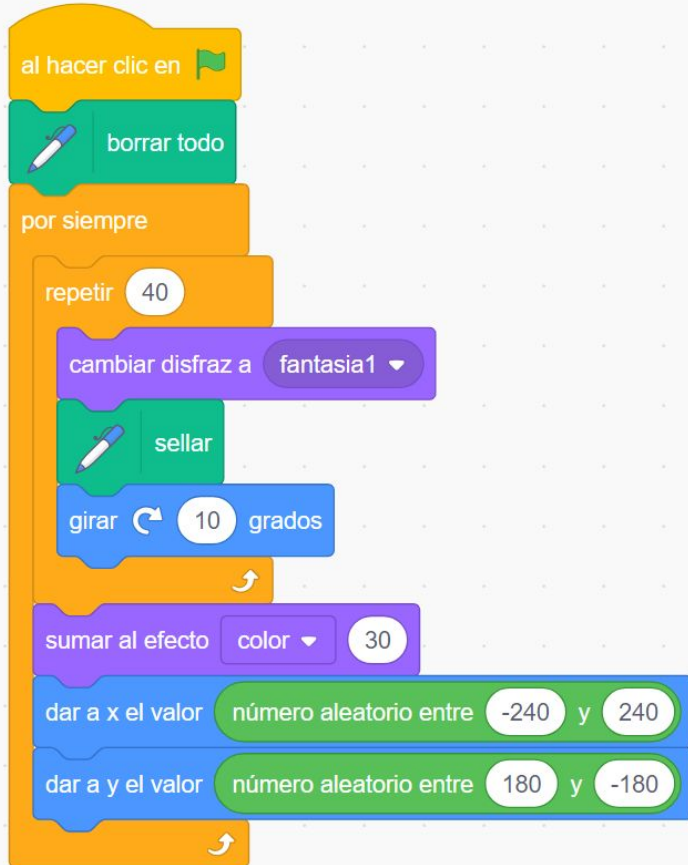 al hacer clic en
borrar todo
por siempre
repetir 40
cambiar disfraz a fantasia1
sellar
girar 10 grados
sumar al efecto color 30
dar a x el valor número aleatorio entre -240 y 240
dar a y el valor número aleatorio entre 180 y -180